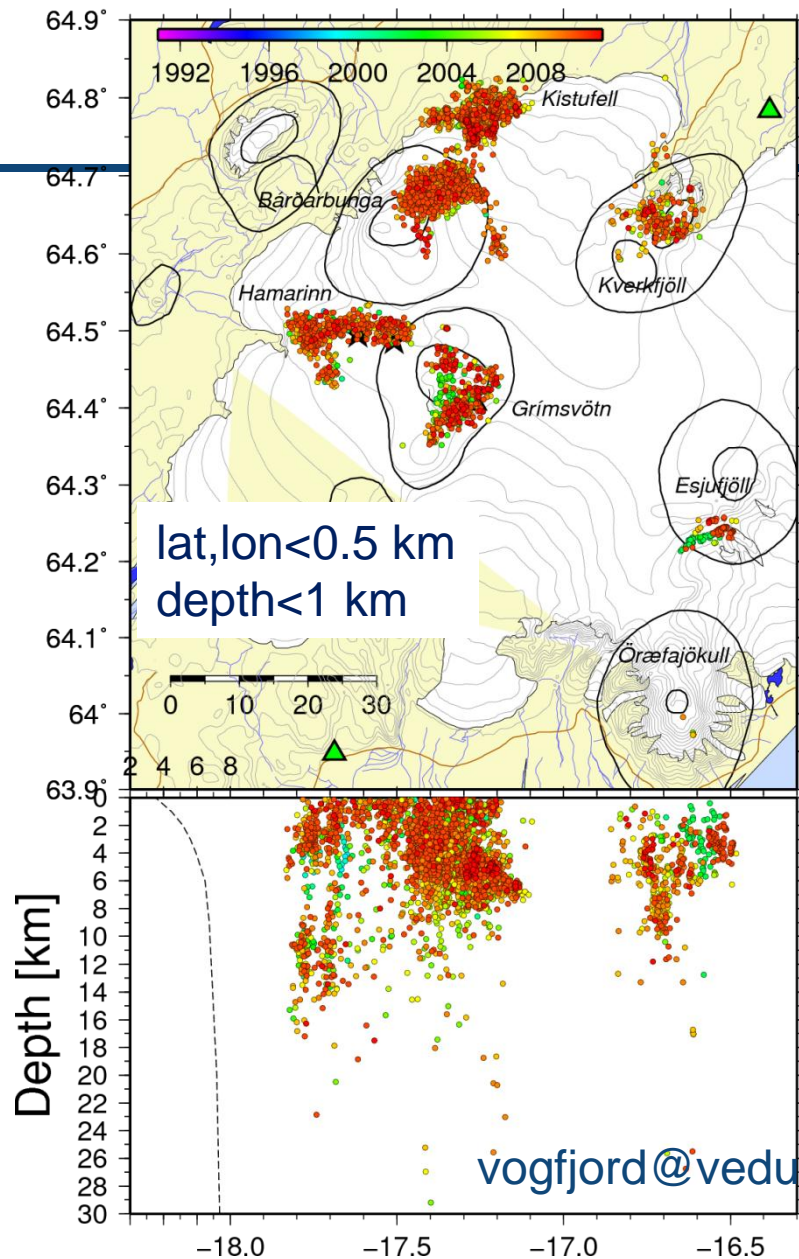 64.9°
1992 1996 2000 2004 2008
64.8°
Kistufell
64.7°
Bárðarbunga
64.6°
Kverkfjöll
Hamarinn
64.5°
Grímsvötn
64.4°
64.3°
Esjufjöll
lat,lon<0.5 km
64.2°
depth<1 km
64.1°
Öræfajökull
0 10 20 30
64°
2 4 6 8
63.9°
0
2
4
6
8
10
12
14
16
18
20
22
24
26
28
30
Depth [km]
vogfjord@vedu
−18.0 −17.5 −17.0 −16.5